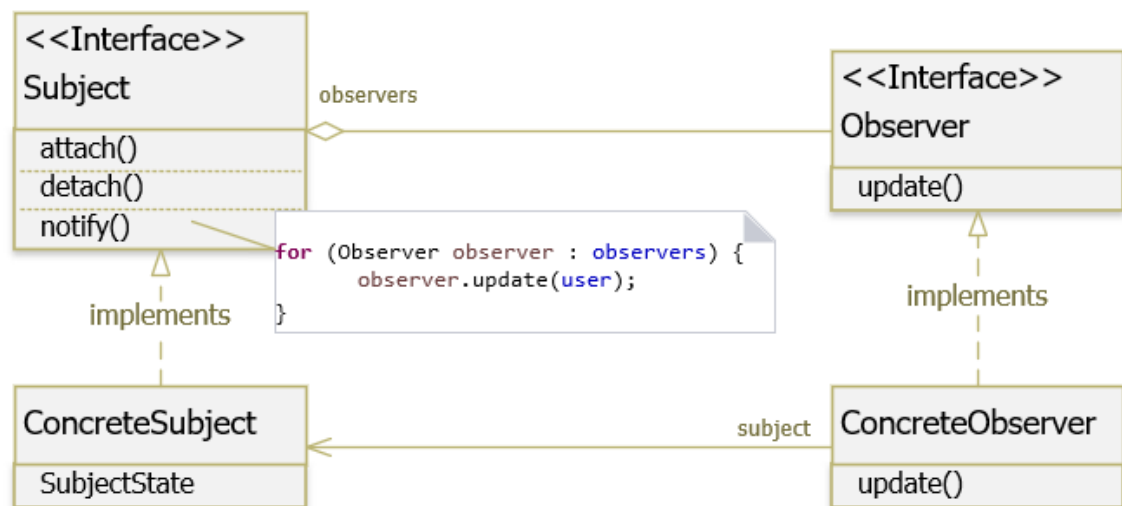 <<Interface>>
Subject
attach()
detach()
notify()
observers
<<Interface>>
Observer
update()
for (Observer observer : observers) {
observer.update(user);
}
implements
implements
ConcreteSubject
SubjectState
subject
ConcreteObserver
update()